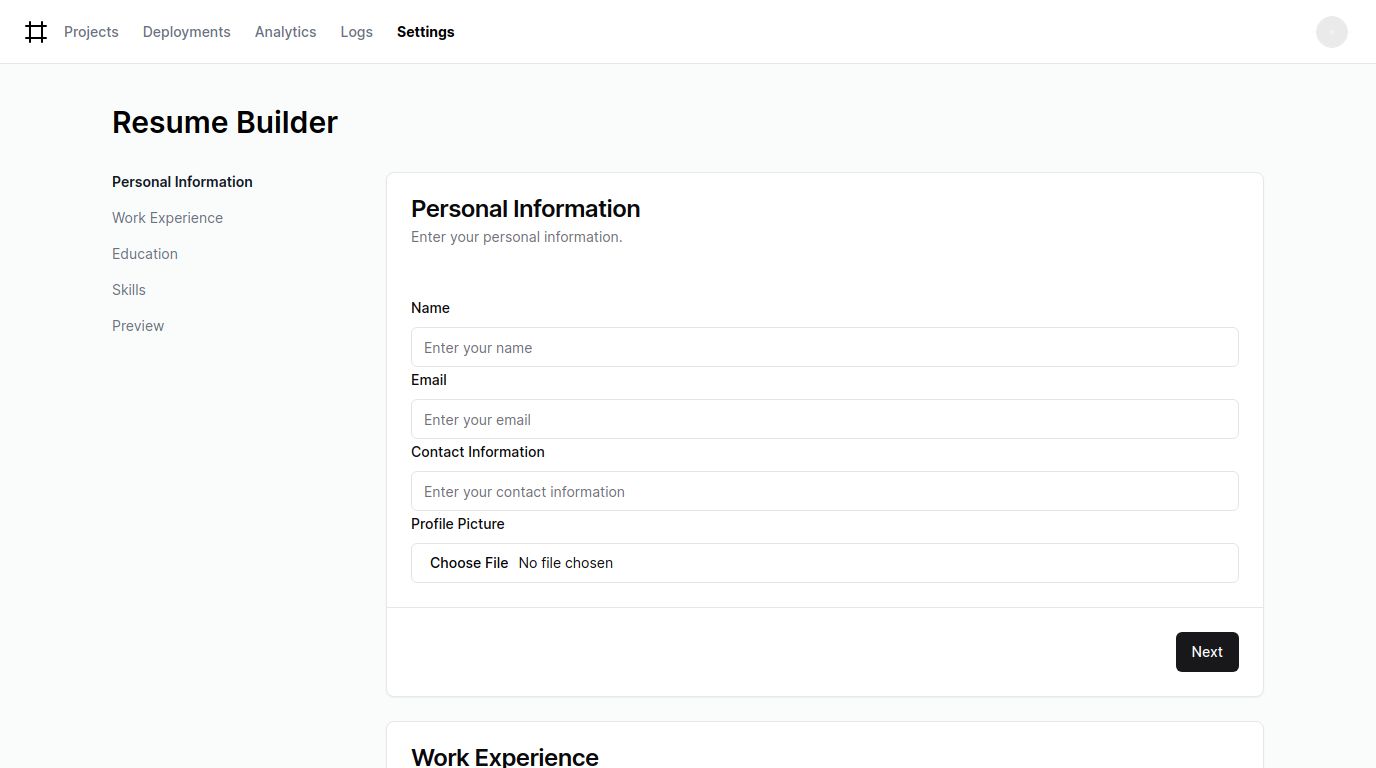 Projects Deployments Analytics Logs Settings
Resume Builder
Personal Information
Work Experience
Education
Skills
Preview
Personal Information
Enter your personal information.
Name
Enter your name
Email
Enter your email
Contact Information
Enter your contact information
Profile Picture
Choose File No file chosen
Next
Work Experience